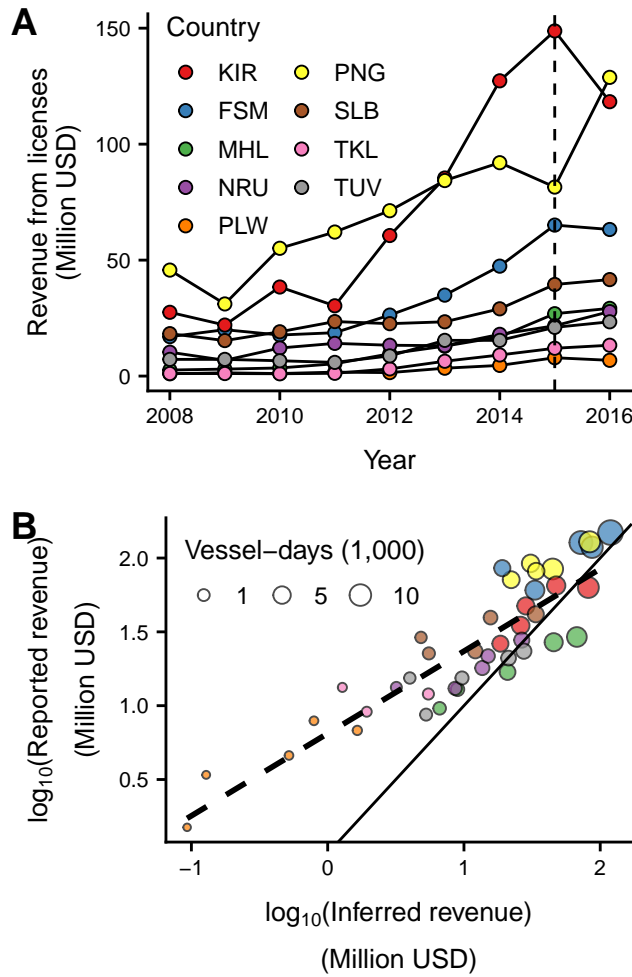 A
Country
KIR
PNG
FSM
SLB
MHL
TKL
NRU
TUV
PLW
Revenue from licenses
(Million USD)
150
100
50
0
2008
2010
2012
2014
2016
Year
B
Vessel−days (1,000)
1
5
10
log10(Reported revenue)
(Million USD)
2.0
1.5
1.0
0.5
−1
0
1
2
log10(Inferred revenue)
(Million USD)